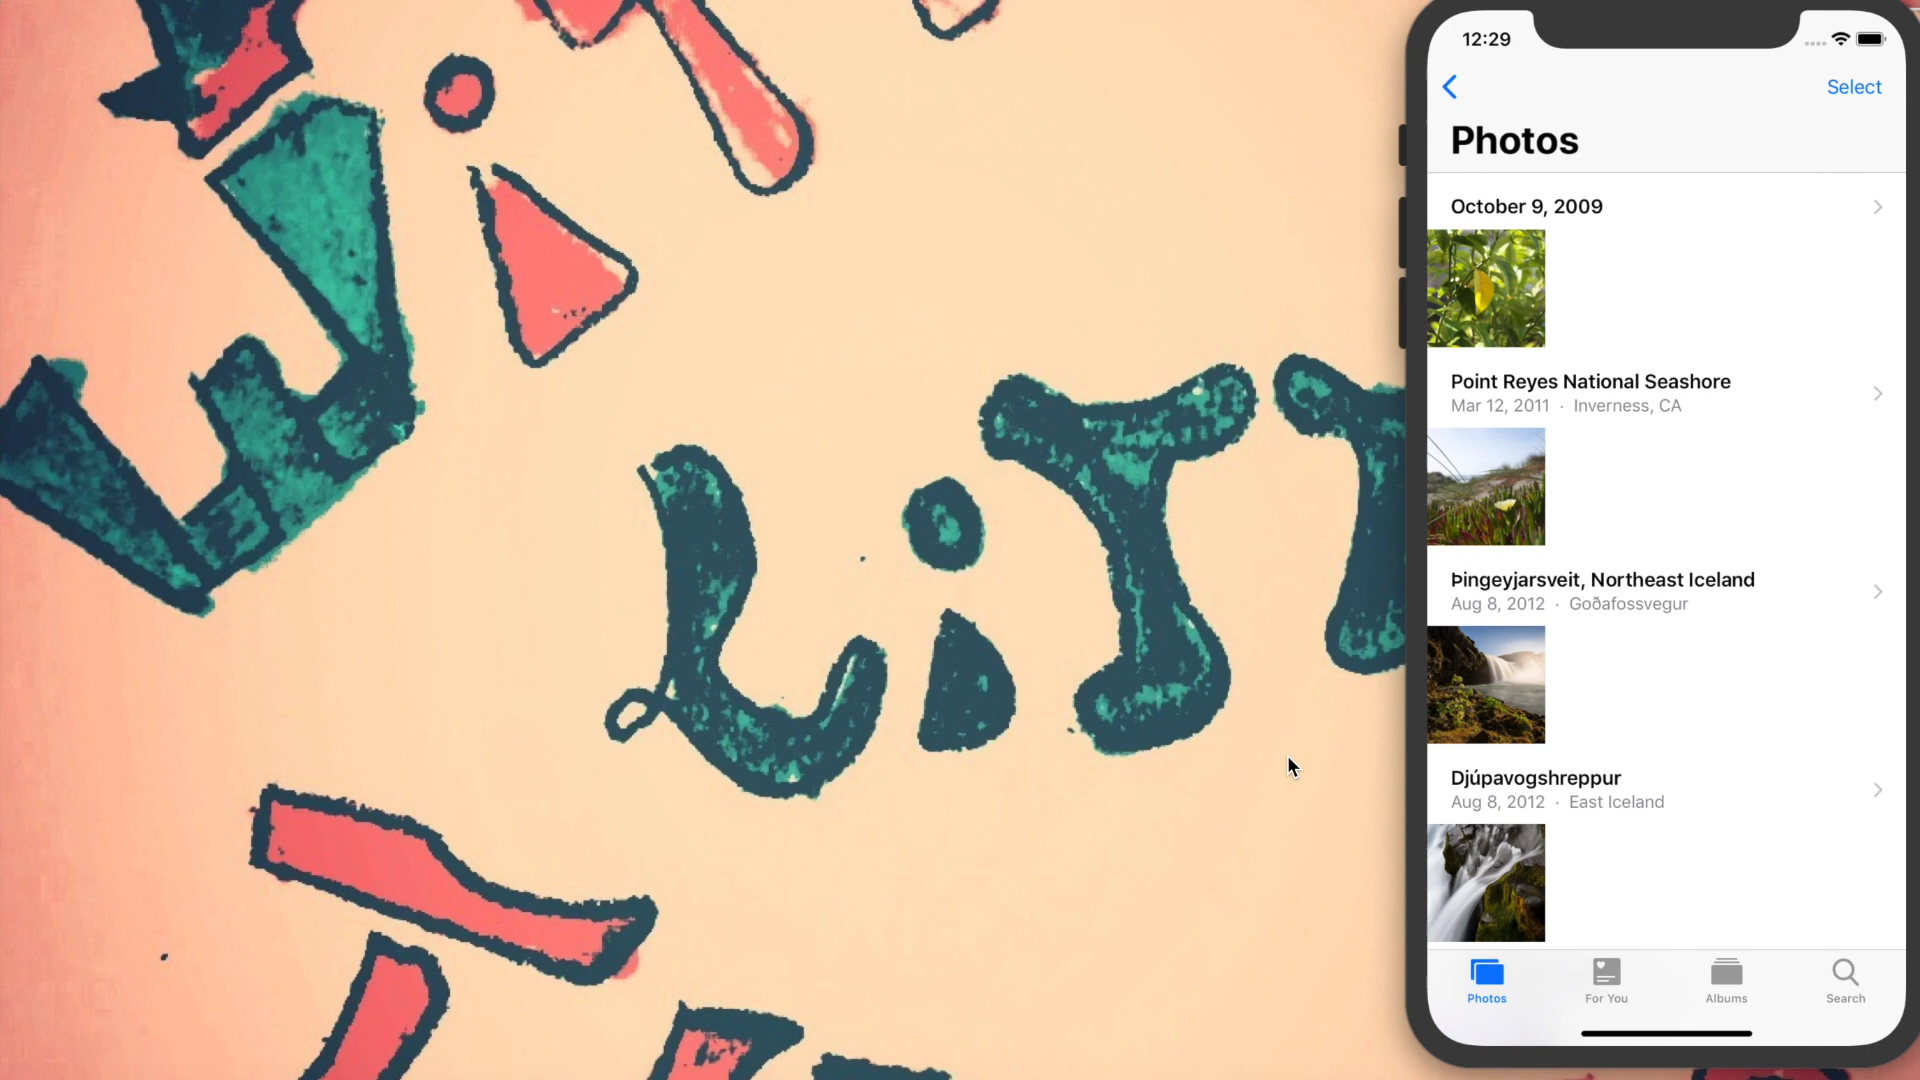 12:29
Select
Photos
October 9, 2009
Point Reyes National Seashore
Mar 12, 2011 · Inverness, CA
Þingeyjarsveit, Northeast Iceland
Aug 8, 2012 · Goðafossvegur
Djúpavogshreppur
Aug 8, 2012 · East Iceland
Photos
For You
Albums
Search